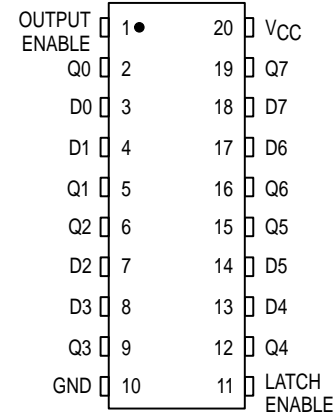 OUTPUT
ENABLE 1 20 VCC
Q0 2 19 Q7
D0 3 18 D7
D1 4 17 D6
Q1 5 16 Q6
Q2 6 15 Q5
D2 7 14 D5
D3 8 13 D4
Q3 9 12 Q4
GND 10 11 LATCH
ENABLE